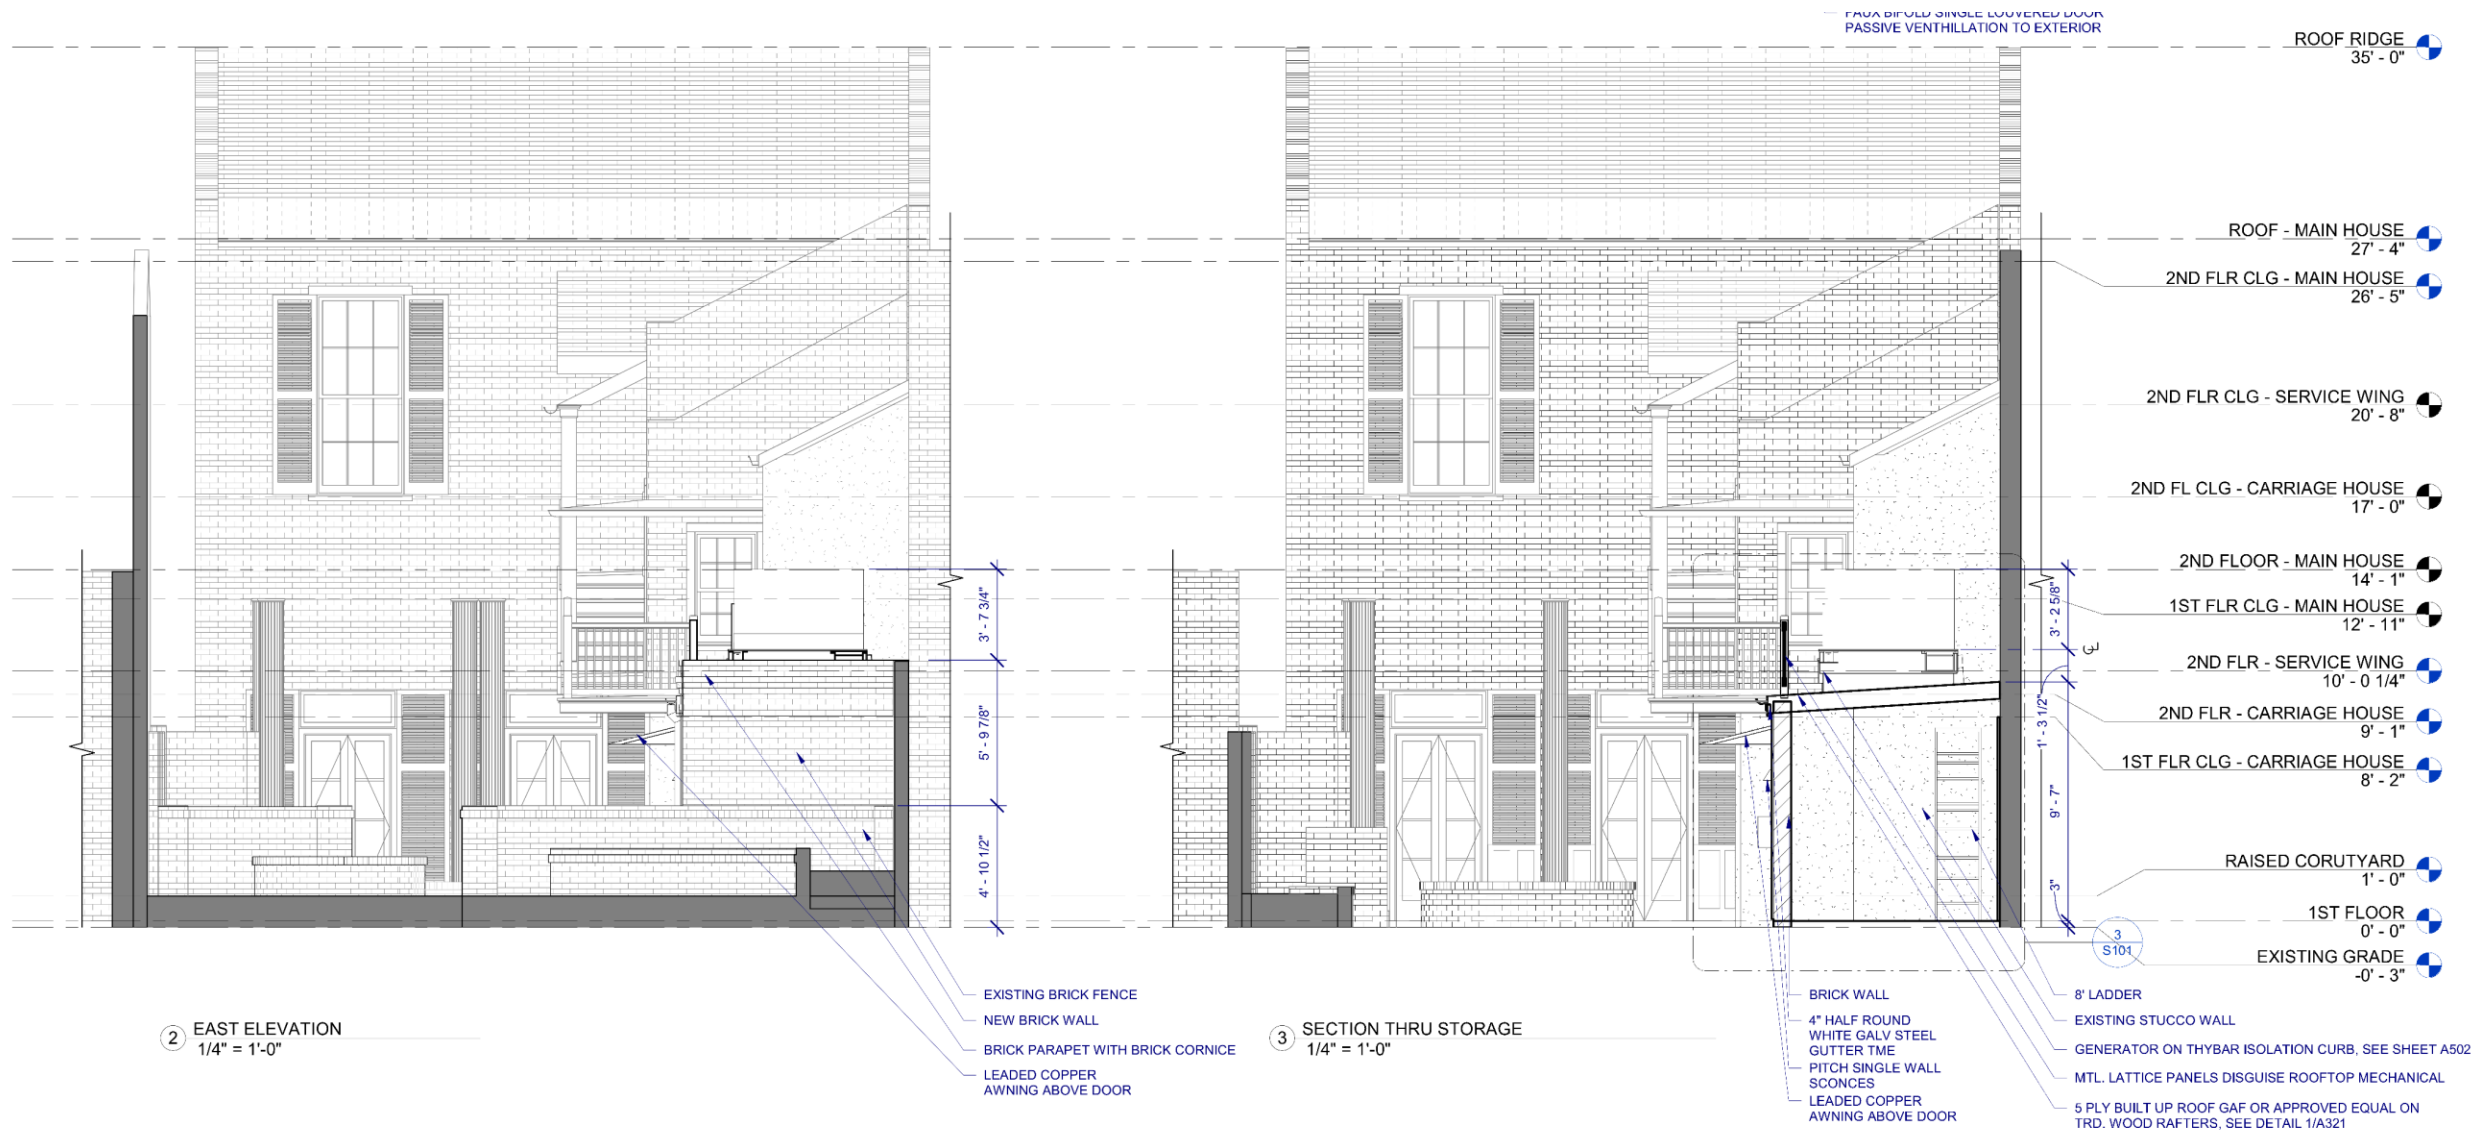 FAUX BIFOLD SINGLE LOUVERED DOOR
PASSIVE VENTHILLATION TO EXTERIOR
ROOF RIDGE
35' - 0"
ROOF - MAIN HOUSE
27' - 4"
2ND FLR CLG - MAIN HOUSE
26' - 5"
2ND FLR CLG - SERVICE WING
20' - 8"
2ND FL CLG - CARRIAGE HOUSE
17' - 0"
2ND FLOOR - MAIN HOUSE
14' - 1"
1ST FLR CLG - MAIN HOUSE
12' - 11"
2ND FLR - SERVICE WING
10' - 0 1/4"
2ND FLR - CARRIAGE HOUSE
9' - 1"
1ST FLR CLG - CARRIAGE HOUSE
8' - 2"
RAISED CORUTYARD
1' - 0"
1ST FLOOR
0' - 0"
EXISTING GRADE
-0' - 3"
3' - 7 3/4"
5' - 9 7/8"
4' - 10 1/2"
3' - 2 5/8"
1' - 3 1/2"
9' - 7"
3"
3
S101
EXISTING BRICK FENCE
NEW BRICK WALL
BRICK PARAPET WITH BRICK CORNICE
LEADED COPPER
AWNING ABOVE DOOR
2
EAST ELEVATION
1/4" = 1'-0"
BRICK WALL
4" HALF ROUND
WHITE GALV STEEL
GUTTER TME
PITCH SINGLE WALL
SCONCES
LEADED COPPER
AWNING ABOVE DOOR
3
SECTION THRU STORAGE
1/4" = 1'-0"
8' LADDER
EXISTING STUCCO WALL
GENERATOR ON THYBAR ISOLATION CURB, SEE SHEET A502
MTL. LATTICE PANELS DISGUISE ROOFTOP MECHANICAL
5 PLY BUILT UP ROOF GAF OR APPROVED EQUAL ON
TRD. WOOD RAFTERS, SEE DETAIL 1/A321